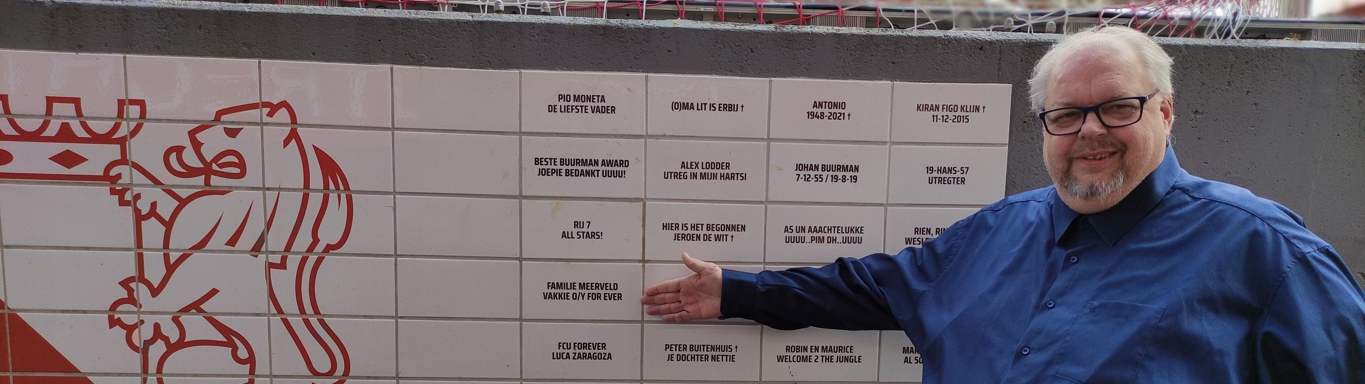 PIO MONETA
DE LIEFSTE VADER
(O)MA LIT IS ERBIJ †
ANTONIO
1948-2021 †
KIRAN FIGO KLIJN †
11-12-2015
BESTE BUURMAN AWARD
JOEPIE BEDANKT UUUU!
ALEX LODDER
UTREG IN MIJN HARTSI
JOHAN BUURMAN
7-12-55 / 19-8-19
19-HANS-57
UTREGTER
RIJ 7
ALL STARS!
HIER IS HET BEGONNEN
JEROEN DE WIT †
AS UN AAACHTELUKKE
UUUU..PIM DH..UUUU
RIEN,
FAMILIE MEERVELD
VAKKIE O/Y FOR EVER
FCU FOREVER
LUCA ZARAGOZA
PETER BUITENHUIS †
JE DOCHTER NETTIE
ROBIN EN MAURICE
WELCOME 2 THE JUNGLE